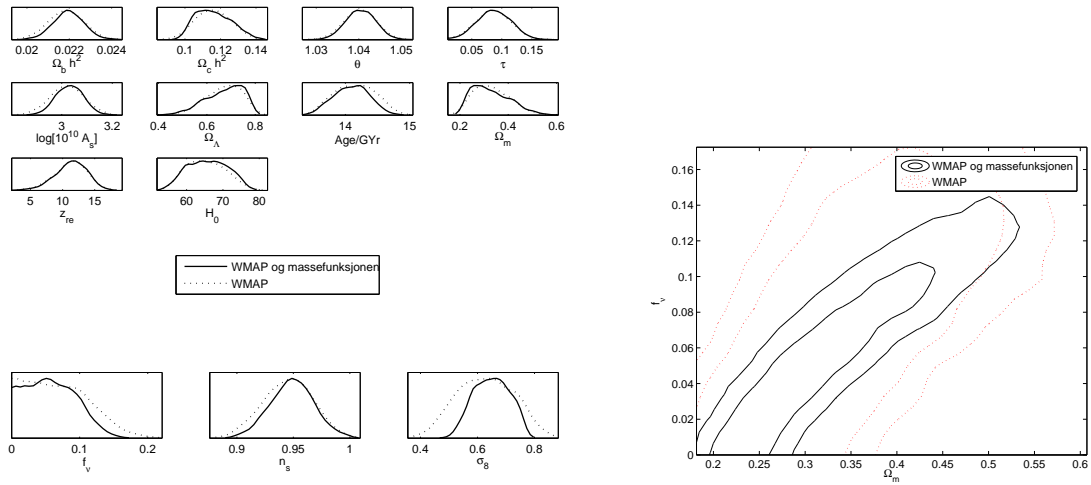 0.02 0.022 0.024
Ω_b h²
0.1 0.12 0.14
Ω_c h²
1.03 1.04 1.05
θ
0.05 0.1 0.15
τ
3 3.2
log[10¹⁰ A_s]
0.4 0.6 0.8
Ω_Λ
14 15
Age/GYr
0.2 0.4 0.6
Ω_m
5 10 15
z_re
60 70 80
H_0
WMAP og massefunksjonen
WMAP
0 0.1 0.2
f_ν
0.9 0.95 1
n_s
0.4 0.6 0.8
σ_8
WMAP og massefunksjonen
WMAP
0.16
0.14
0.12
0.1
0.08
0.06
0.04
0.02
0
f_ν
0.2 0.25 0.3 0.35 0.4 0.45 0.5 0.55 0.6
Ω_m